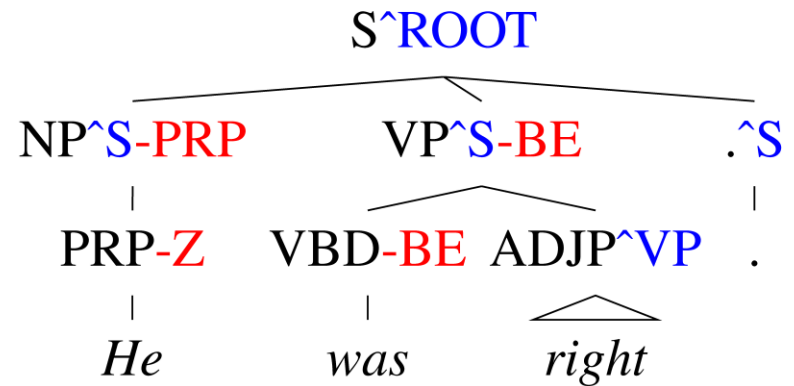 S^ROOT
NP^S-PRP VP^S-BE .^S
PRP-Z VBD-BE ADJP^VP .
He was right